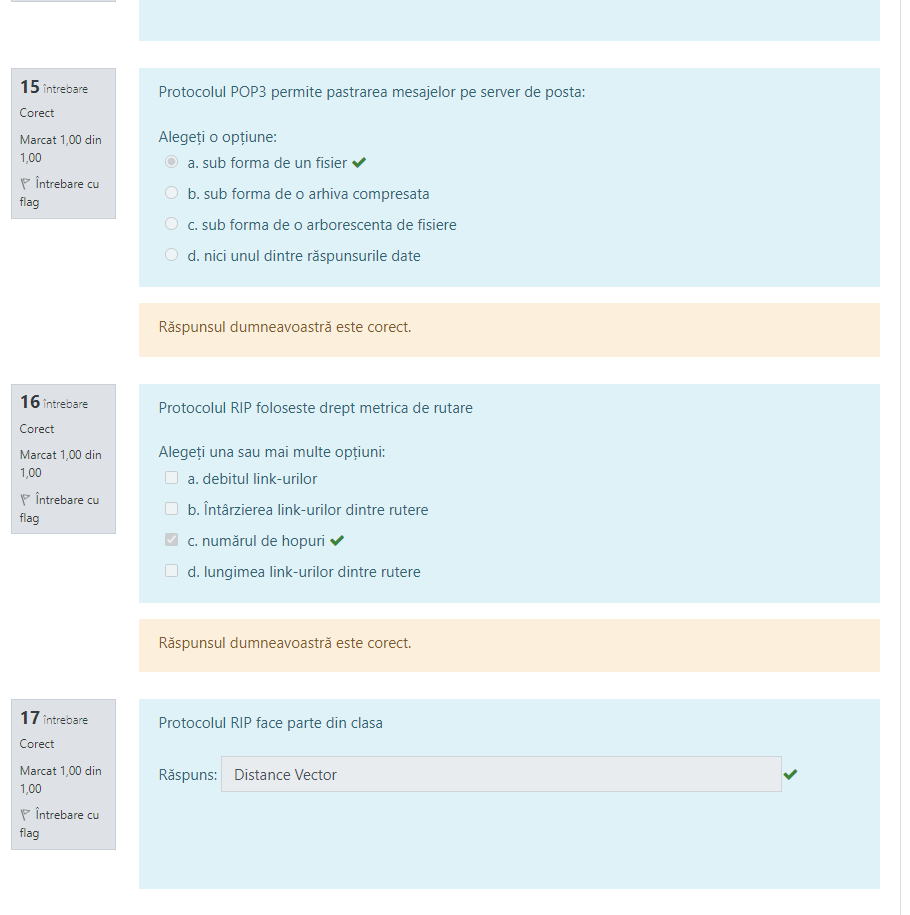 15 întrebare
Corect
Marcat 1,00 din
1,00
Întrebare cu
flag
Protocolul POP3 permite pastrarea mesajelor pe server de posta:
Alegeți o opțiune:
a. sub forma de un fisier
b. sub forma de o arhiva compresata
c. sub forma de o arborescenta de fisiere
d. nici unul dintre răspunsurile date
Răspunsul dumneavoastră este corect.
16 întrebare
Corect
Marcat 1,00 din
1,00
Întrebare cu
flag
Protocolul RIP foloseste drept metrica de rutare
Alegeți una sau mai multe opțiuni:
a. debitul link-urilor
b. Întârzierea link-urilor dintre rutere
c. numărul de hopuri
d. lungimea link-urilor dintre rutere
Răspunsul dumneavoastră este corect.
17 întrebare
Corect
Marcat 1,00 din
1,00
Întrebare cu
flag
Protocolul RIP face parte din clasa
Răspuns: Distance Vector